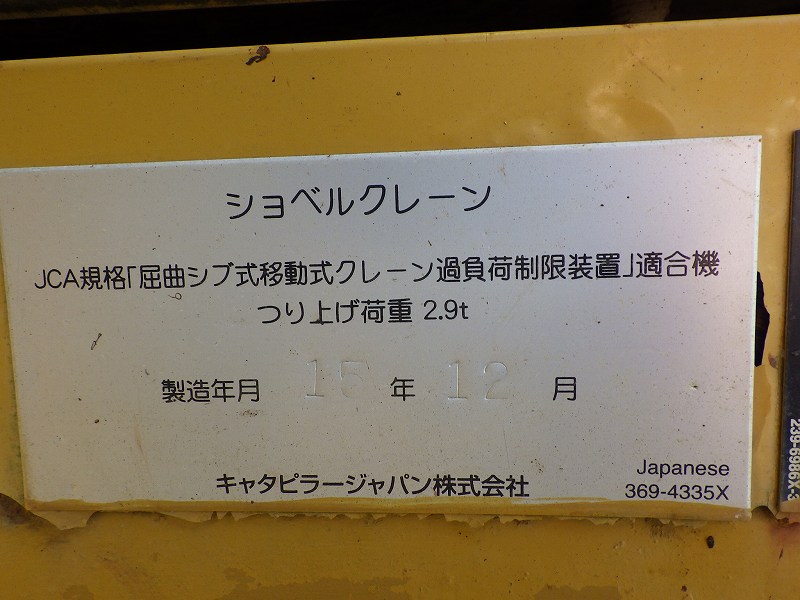 ショベルクレーン
JCA規格「屈曲ジブ式移動式クレーン過負荷制限装置」適合機
つり上げ荷重 2.9t
製造年月 15 年 12 月
キャタピラージャパン株式会社
Japanese
369-4335X